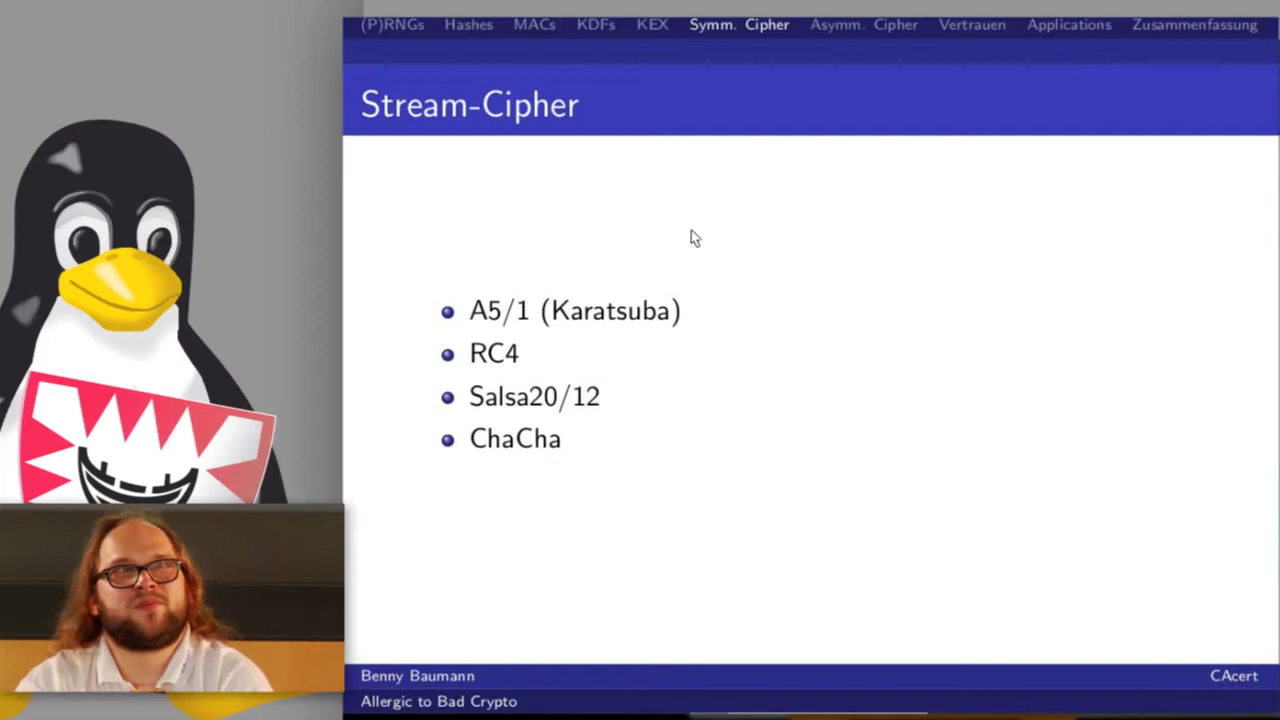 (P)RNGs Hashes MACs KDFs KEX Symm. Cipher Asymm. Cipher Vertrauen Applications Zusammenfassung
Stream-Cipher
A5/1 (Karatsuba)
RC4
Salsa20/12
ChaCha
Benny Baumann CAcert
Allergic to Bad Crypto